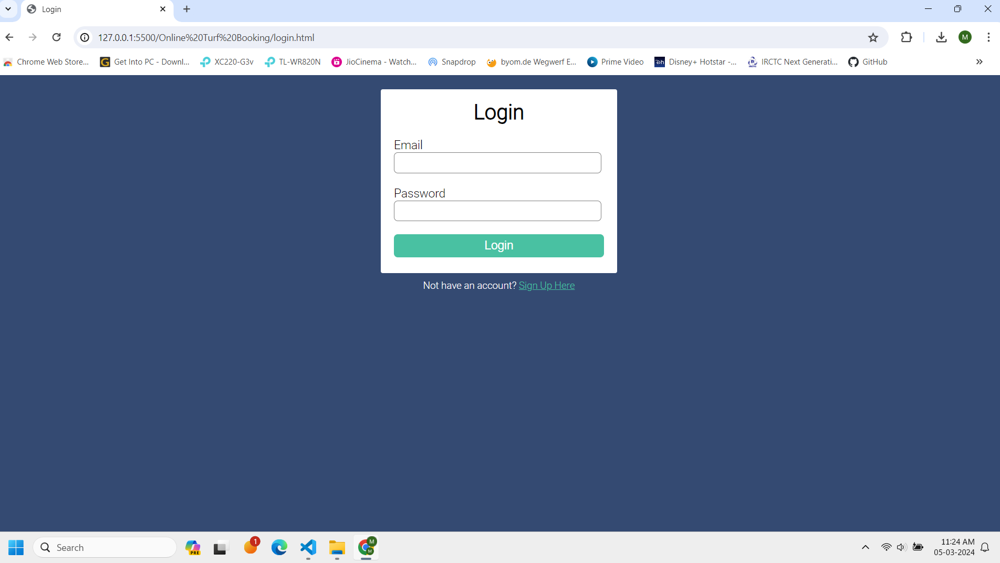 Login
127.0.0.1:5500/Online%20Turf%20Booking/login.html
M
Chrome Web Store... Get Into PC - Downl... XC220-G3v TL-WR820N JioCinema - Watch... Snapdrop byom.de Wegwerf E... Prime Video Disney+ Hotstar -... IRCTC Next Generati... GitHub
Login
Email
Password
Login
Not have an account? Sign Up Here
Search
PRE
1
M
M
11:24 AM
05-03-2024